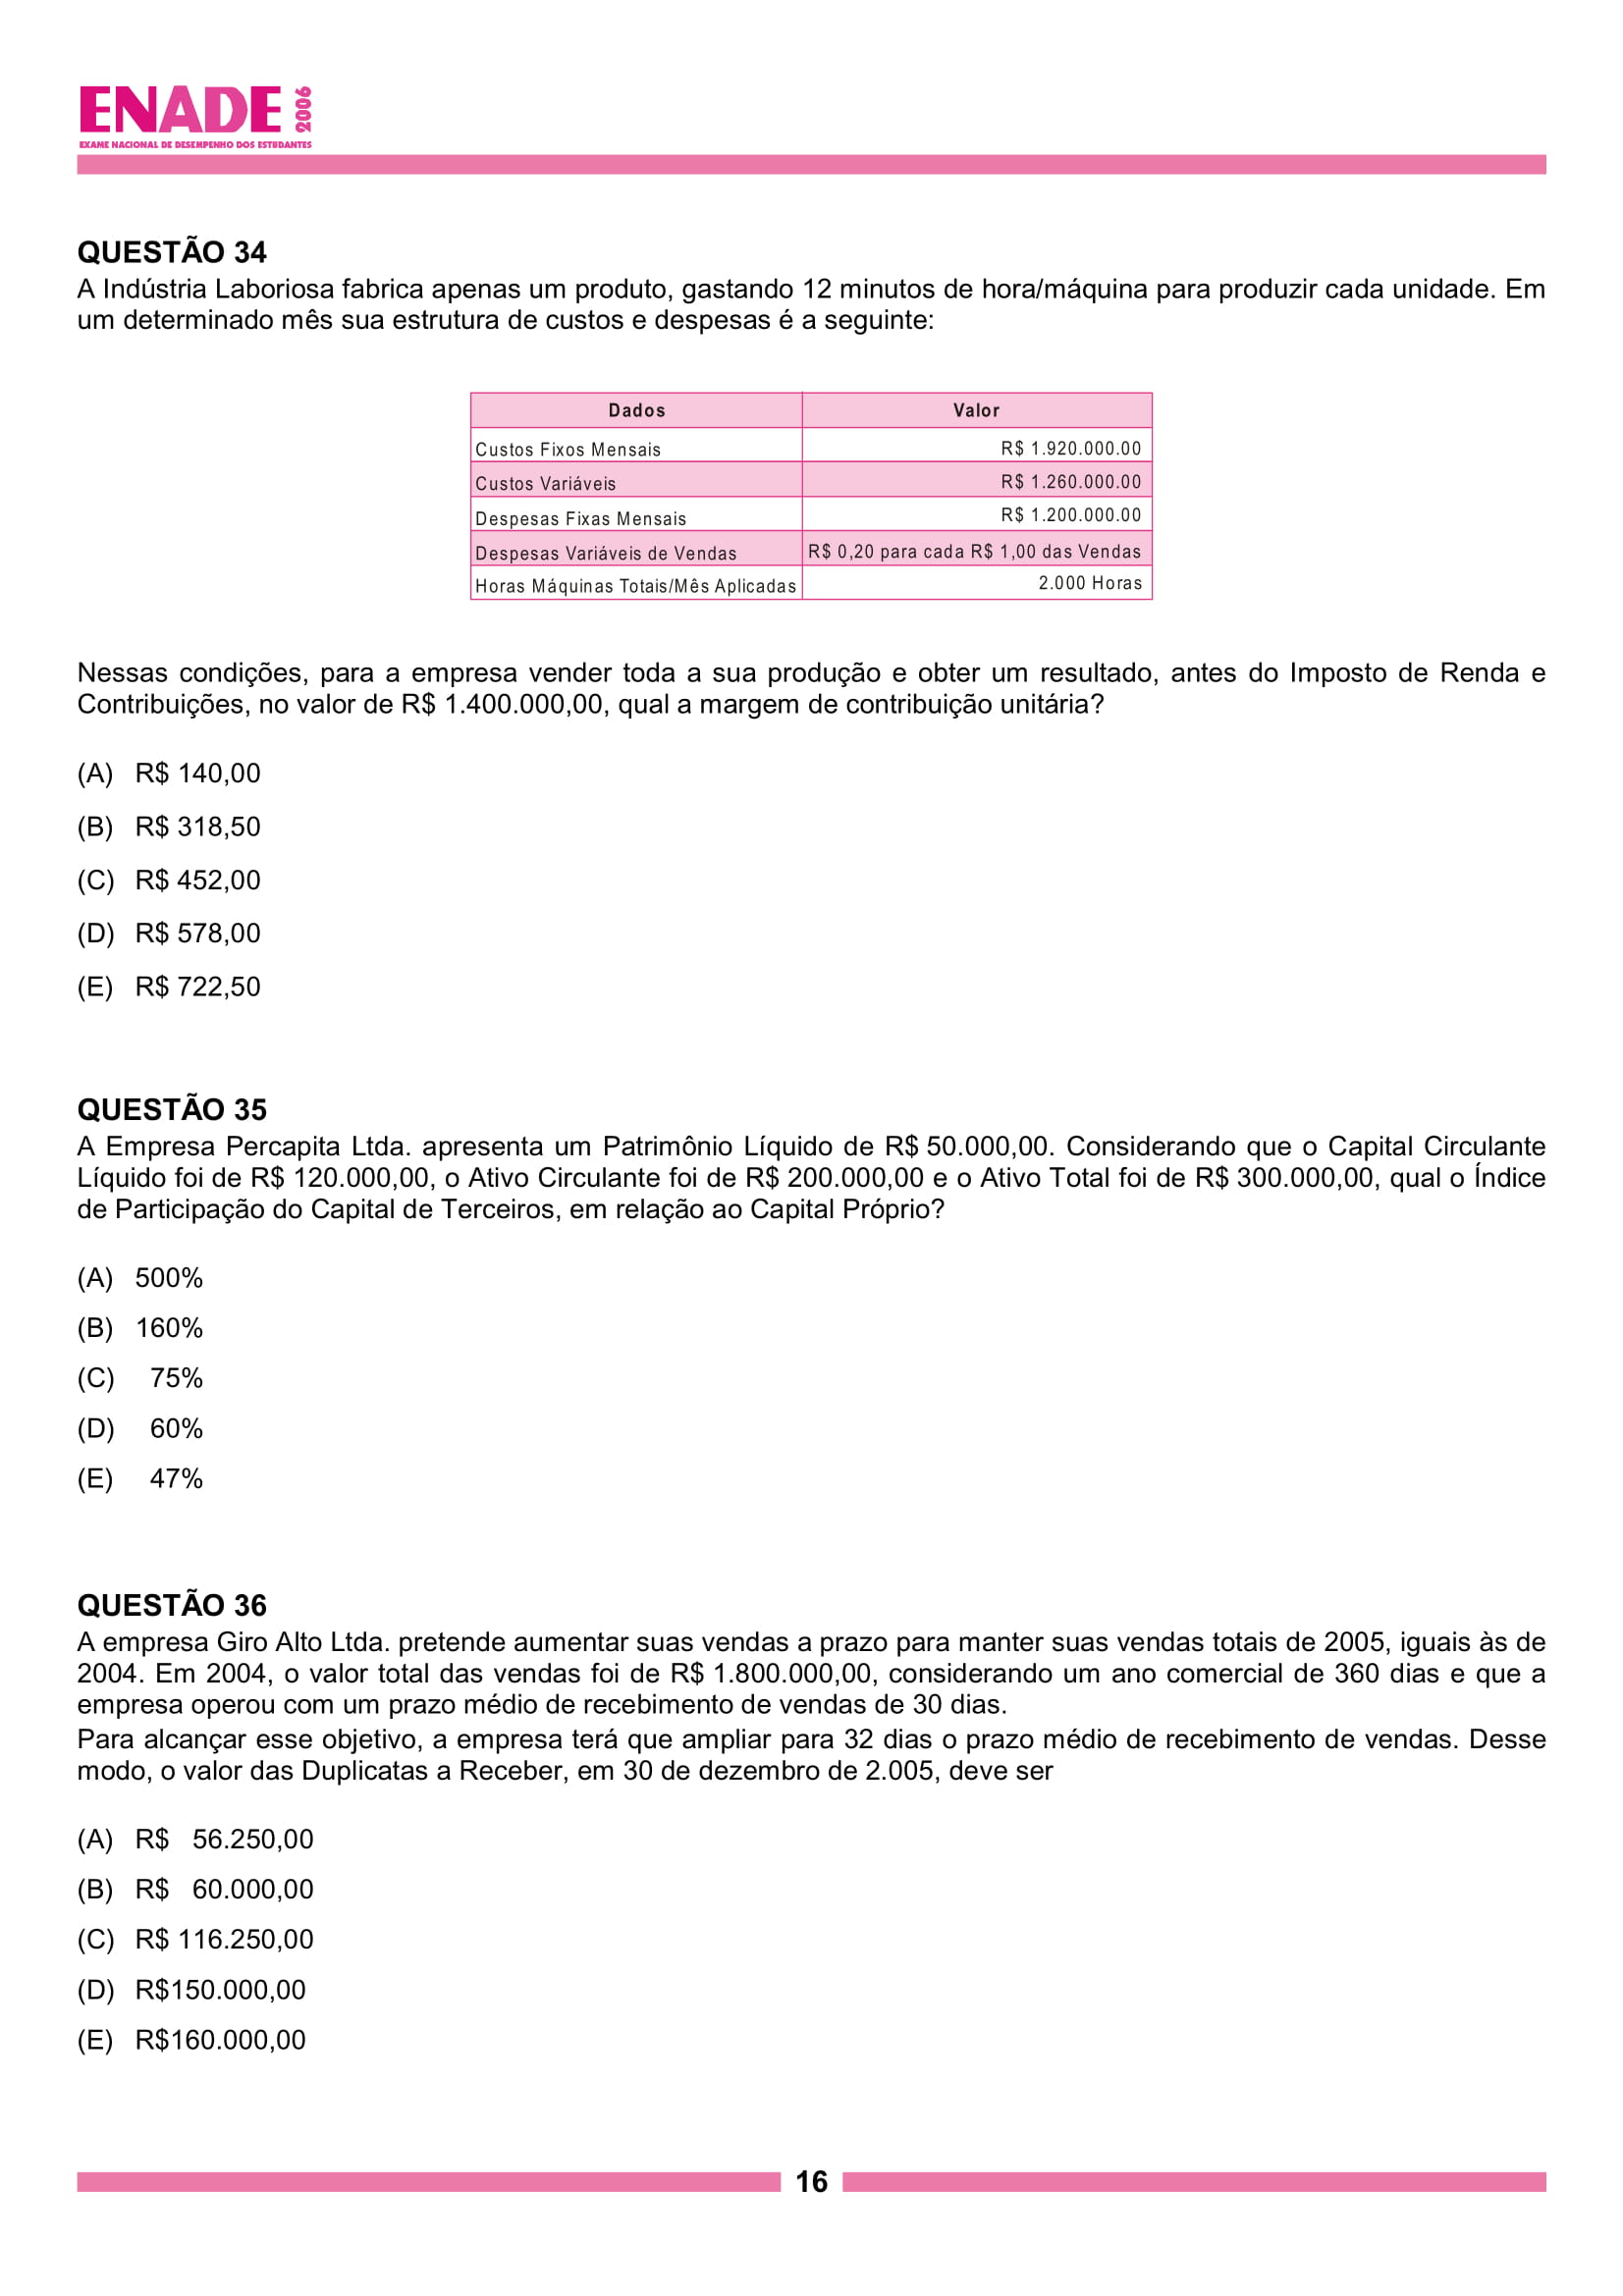 ENADE 2006
EXAME NACIONAL DE DESEMPENHO DOS ESTUDANTES
QUESTÃO 34
A Indústria Laboriosa fabrica apenas um produto, gastando 12 minutos de hora/máquina para produzir cada unidade. Em
um determinado mês sua estrutura de custos e despesas é a seguinte:
Dados Valor
Custos Fixos Mensais R$ 1.920.000.00
Custos Variáveis R$ 1.260.000.00
Despesas Fixas Mensais R$ 1.200.000.00
Despesas Variáveis de Vendas R$ 0,20 para cada R$ 1,00 das Vendas
Horas Máquinas Totais/Mês Aplicadas 2.000 Horas
Nessas condições, para a empresa vender toda a sua produção e obter um resultado, antes do Imposto de Renda e
Contribuições, no valor de R$ 1.400.000,00, qual a margem de contribuição unitária?
(A) R$ 140,00
(B) R$ 318,50
(C) R$ 452,00
(D) R$ 578,00
(E) R$ 722,50
QUESTÃO 35
A Empresa Percapita Ltda. apresenta um Patrimônio Líquido de R$ 50.000,00. Considerando que o Capital Circulante
Líquido foi de R$ 120.000,00, o Ativo Circulante foi de R$ 200.000,00 e o Ativo Total foi de R$ 300.000,00, qual o Índice
de Participação do Capital de Terceiros, em relação ao Capital Próprio?
(A) 500%
(B) 160%
(C) 75%
(D) 60%
(E) 47%
QUESTÃO 36
A empresa Giro Alto Ltda. pretende aumentar suas vendas a prazo para manter suas vendas totais de 2005, iguais às de
2004. Em 2004, o valor total das vendas foi de R$ 1.800.000,00, considerando um ano comercial de 360 dias e que a
empresa operou com um prazo médio de recebimento de vendas de 30 dias.
Para alcançar esse objetivo, a empresa terá que ampliar para 32 dias o prazo médio de recebimento de vendas. Desse
modo, o valor das Duplicatas a Receber, em 30 de dezembro de 2.005, deve ser
(A) R$ 56.250,00
(B) R$ 60.000,00
(C) R$ 116.250,00
(D) R$150.000,00
(E) R$160.000,00
16